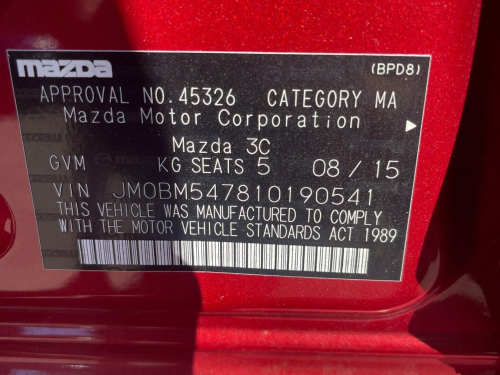 mazda (BPD8)
APPROVAL NO.45326 CATEGORY MA
Mazda Motor Corporation
Mazda 3C
GVM KG SEATS 5 08/15
VIN JM0BM547810190541
THIS VEHICLE WAS MANUFACTURED TO COMPLY
WITH THE MOTOR VEHICLE STANDARDS ACT 1989